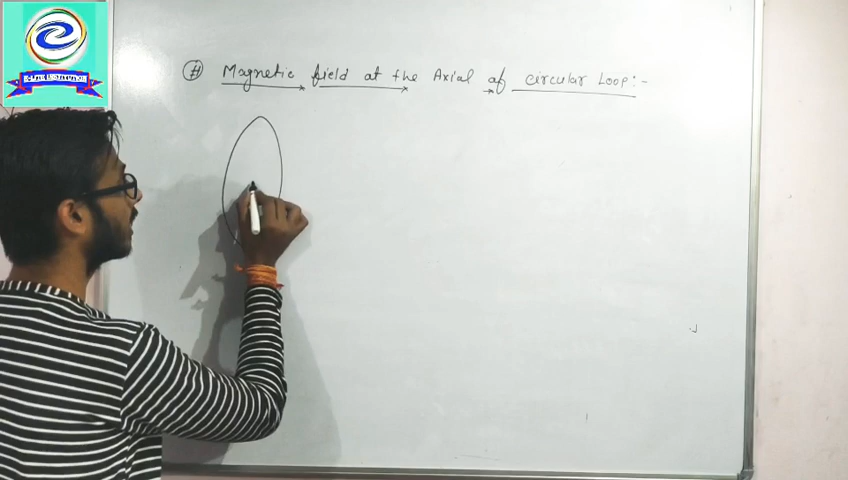 # Magnetic field at the Axial of circular Loop:-